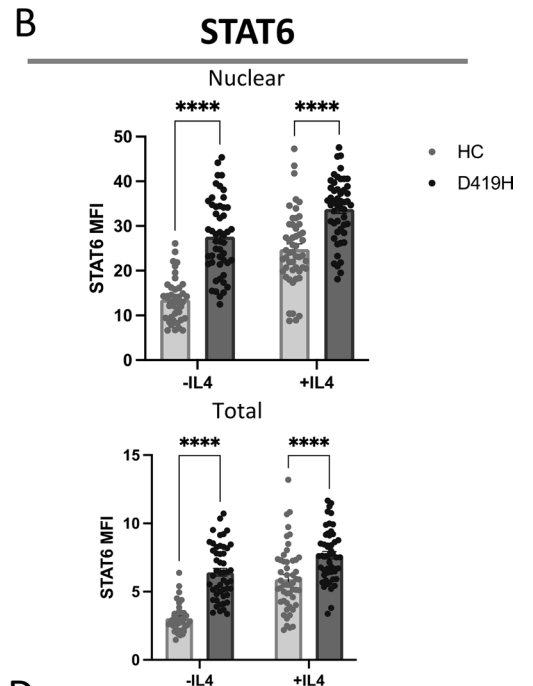 B
STAT6
Nuclear
**** ****
50
40
30
20
10
0
STAT6 MFI
-IL4 +IL4
HC
D419H
Total
**** ****
15
10
5
0
STAT6 MFI
-IL4 +IL4